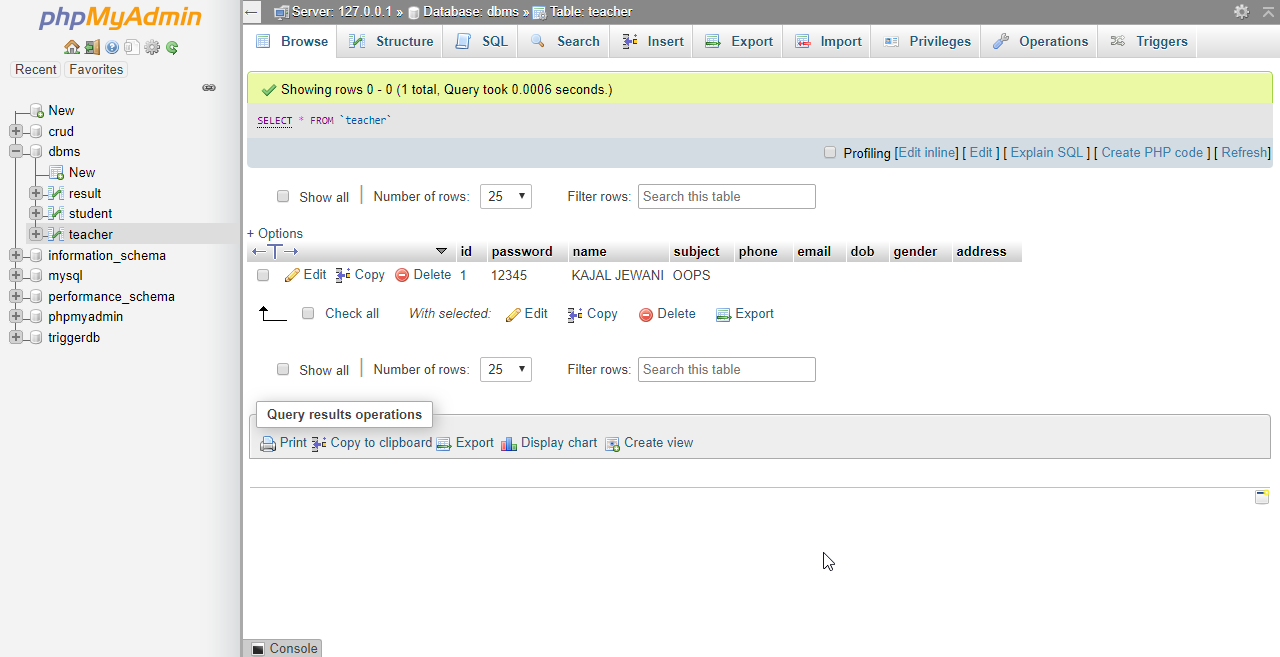 phpMyAdmin
Recent Favorites
New
crud
dbms
New
result
student
teacher
information_schema
mysql
performance_schema
phpmyadmin
triggerdb
Server: 127.0.0.1 » Database: dbms » Table: teacher
Browse Structure SQL Search Insert Export Import Privileges Operations Triggers
Showing rows 0 - 0 (1 total, Query took 0.0006 seconds.)
SELECT * FROM `teacher`
Profiling [Edit inline] [ Edit ] [ Explain SQL ] [ Create PHP code ] [ Refresh]
Show all Number of rows: 25 Filter rows: Search this table
+ Options
id password name subject phone email dob gender address
Edit Copy Delete 1 12345 KAJAL JEWANI OOPS
Check all With selected: Edit Copy Delete Export
Show all Number of rows: 25 Filter rows: Search this table
Query results operations
Print Copy to clipboard Export Display chart Create view
Console